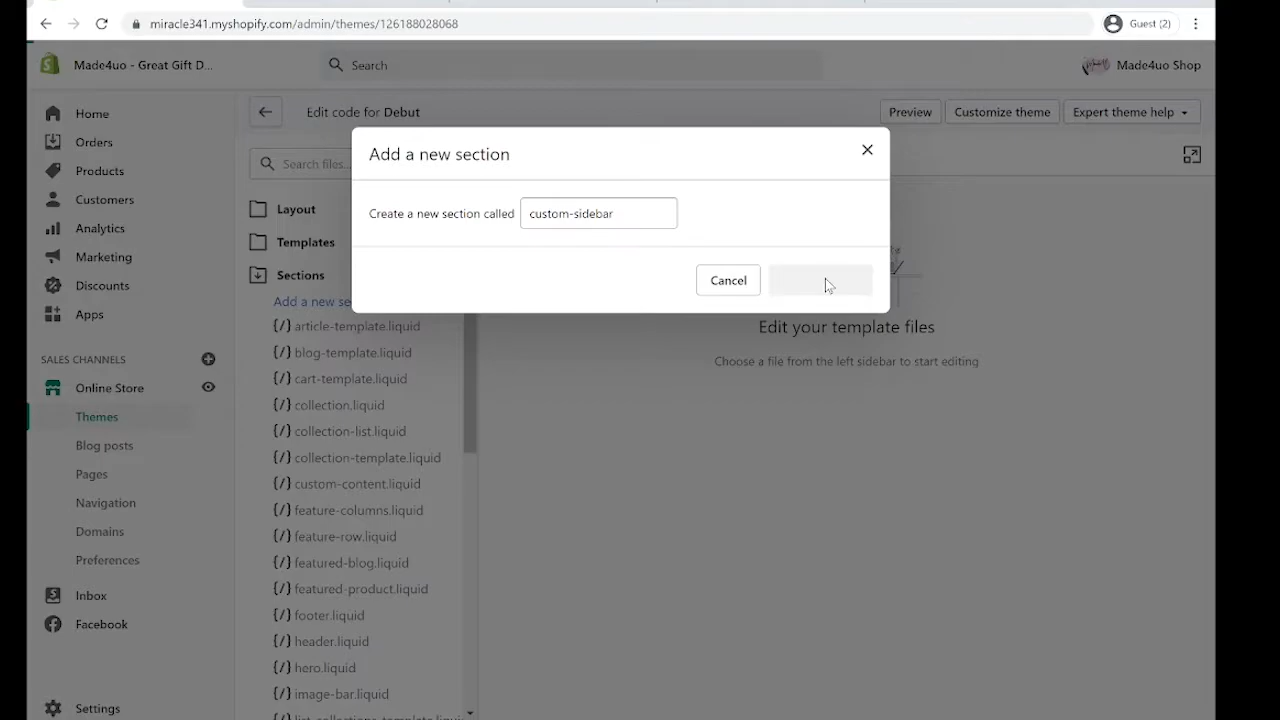 miracle341.myshopify.com/admin/themes/126188028068
Guest (2)
Made4uo - Great Gift D...
Search
Made4uo Shop
Home
Orders
Products
Customers
Analytics
Marketing
Discounts
Apps
SALES CHANNELS
Online Store
Themes
Blog posts
Pages
Navigation
Domains
Preferences
Inbox
Facebook
Settings
Edit code for Debut
Preview
Customize theme
Expert theme help
Search files...
Layout
Templates
Sections
Add a new se
{/} article-template.liquid
{/} blog-template.liquid
{/} cart-template.liquid
{/} collection.liquid
{/} collection-list.liquid
{/} collection-template.liquid
{/} custom-content.liquid
{/} feature-columns.liquid
{/} feature-row.liquid
{/} featured-blog.liquid
{/} featured-product.liquid
{/} footer.liquid
{/} header.liquid
{/} hero.liquid
{/} image-bar.liquid
{/} list-collections-template.liquid
Add a new section
Create a new section called custom-sidebar
Cancel
Edit your template files
Choose a file from the left sidebar to start editing